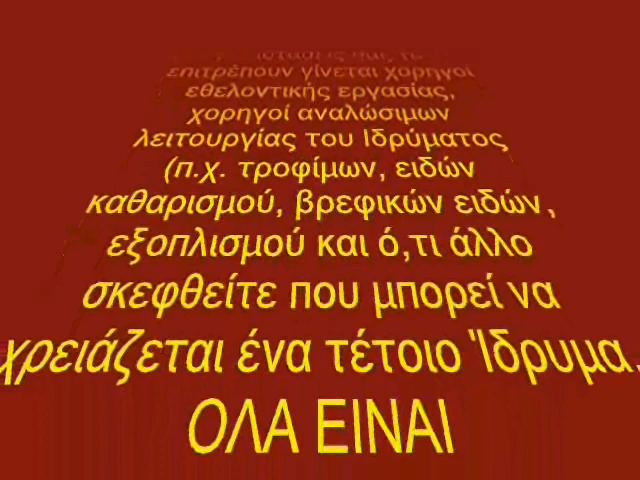 επιτρέπουν γίνεται χορηγοί
εθελοντικής εργασίας,
χορηγοί αναλώσιμων
λειτουργίας του Ιδρύματος
(π.χ. τροφίμων, ειδών
καθαρισμού, βρεφικών ειδών,
εξοπλισμού και ό,τι άλλο
σκεφθείτε που μπορεί να
χρειάζεται ένα τέτοιο Ίδρυμα.
ΟΛΑ ΕΙΝΑΙ